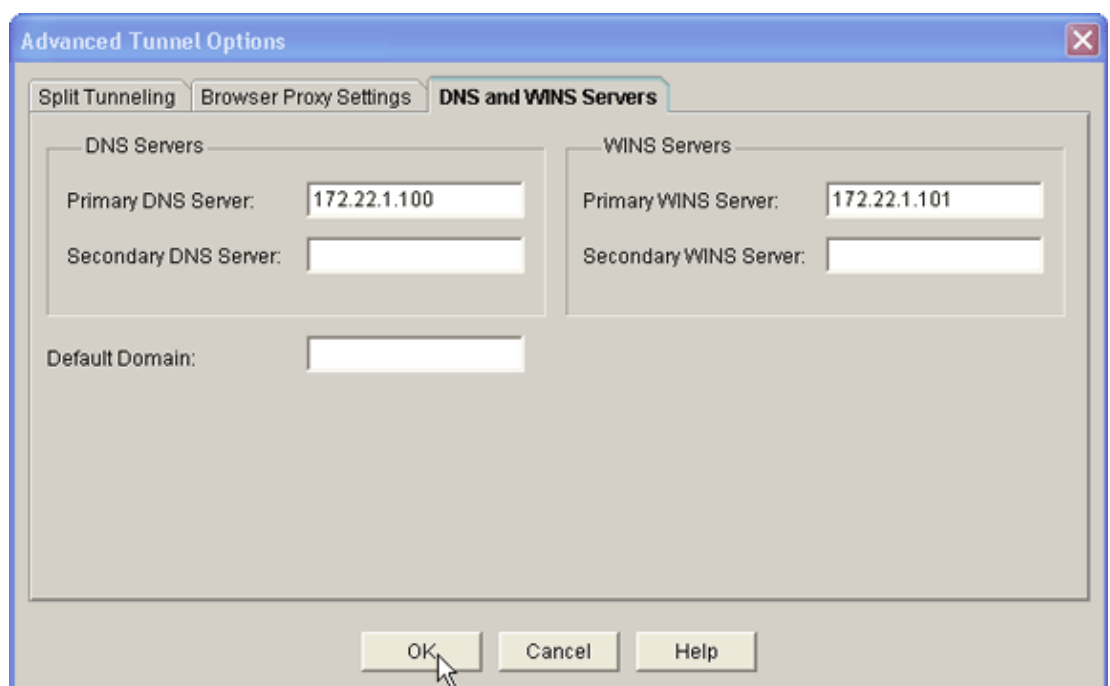 Advanced Tunnel Options
Split Tunneling Browser Proxy Settings DNS and WINS Servers
DNS Servers
Primary DNS Server: 172.22.1.100
Secondary DNS Server:
WINS Servers
Primary WINS Server: 172.22.1.101
Secondary WINS Server:
Default Domain:
OK Cancel Help